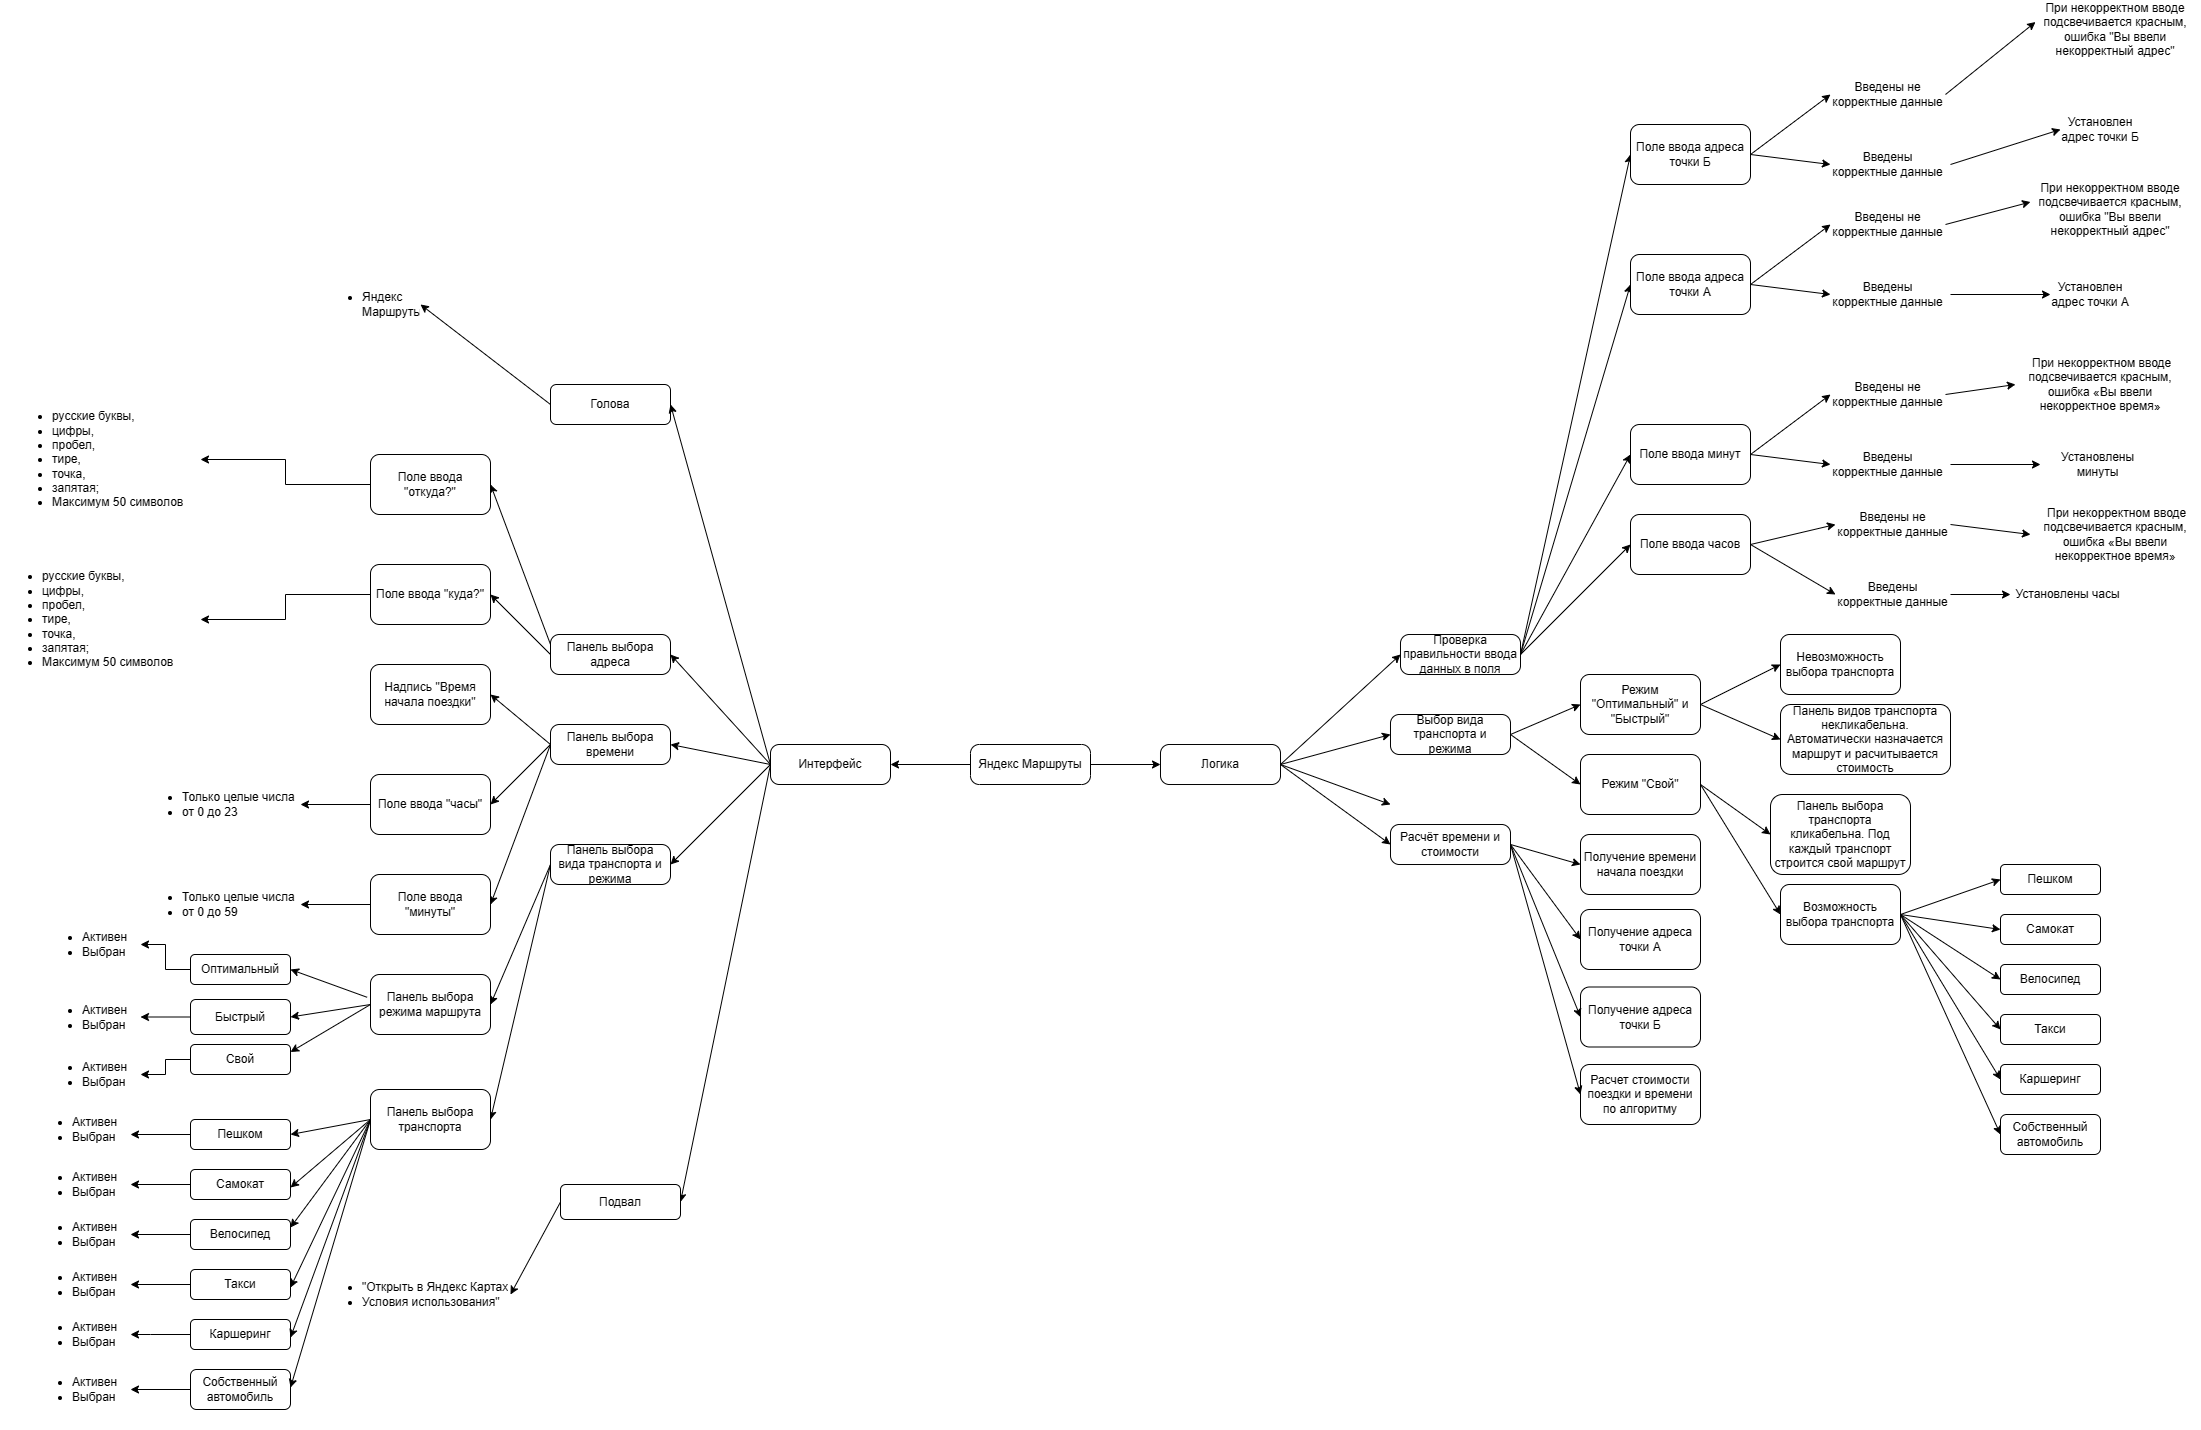 Яндекс Маршруты
Интерфейс
Голова
Яндекс
Маршруть
Панель выбора
адреса
Поле ввода
"откуда?"
русские буквы,
цифры,
пробел,
тире,
точка,
запятая;
Максимум 50 символов
Поле ввода "куда?"
русские буквы,
цифры,
пробел,
тире,
точка,
запятая;
Максимум 50 символов
Панель выбора
времени
Надпись "Время
начала поездки"
Поле ввода "часы"
Только целые числа
от 0 до 23
Поле ввода
"минуты"
Только целые числа
от 0 до 59
Панель выбора
вида транспорта и
режима
Панель выбора
режима маршрута
Оптимальный
Активен
Выбран
Быстрый
Активен
Выбран
Свой
Активен
Выбран
Панель выбора
транспорта
Пешком
Активен
Выбран
Самокат
Активен
Выбран
Велосипед
Активен
Выбран
Такси
Активен
Выбран
Каршеринг
Активен
Выбран
Собственный
автомобиль
Активен
Выбран
Подвал
"Открыть в Яндекс Картах
Условия использования"
Логика
Проверка
правильности ввода
данных в поля
Поле ввода адреса
точки Б
Введены не
корректные данные
При некорректном вводе
подсвечивается красным,
ошибка "Вы ввели
некорректный адрес"
Введены
корректные данные
Установлен
адрес точки Б
Поле ввода адреса
точки А
Введены не
корректные данные
При некорректном вводе
подсвечивается красным,
ошибка "Вы ввели
некорректный адрес"
Введены
корректные данные
Установлен
адрес точки А
Поле ввода минут
Введены не
корректные данные
При некорректном вводе
подсвечивается красным,
ошибка «Вы ввели
некорректное время»
Введены
корректные данные
Установлены
минуты
Поле ввода часов
Введены не
корректные данные
При некорректном вводе
подсвечивается красным,
ошибка «Вы ввели
некорректное время»
Введены
корректные данные
Установлены часы
Выбор вида
транспорта и
режима
Режим
"Оптимальный" и
"Быстрый"
Невозможность
выбора транспорта
Панель видов транспорта
некликабельна.
Автоматически назначается
маршрут и расчитывается
стоимость
Режим "Свой"
Панель выбора
транспорта
кликабельна. Под
каждый транспорт
строится свой маршрут
Возможность
выбора транспорта
Пешком
Самокат
Велосипед
Такси
Каршеринг
Собственный
автомобиль
Расчёт времени и
стоимости
Получение времени
начала поездки
Получение адреса
точки А
Получение адреса
точки Б
Расчет стоимости
поездки и времени
по алгоритму